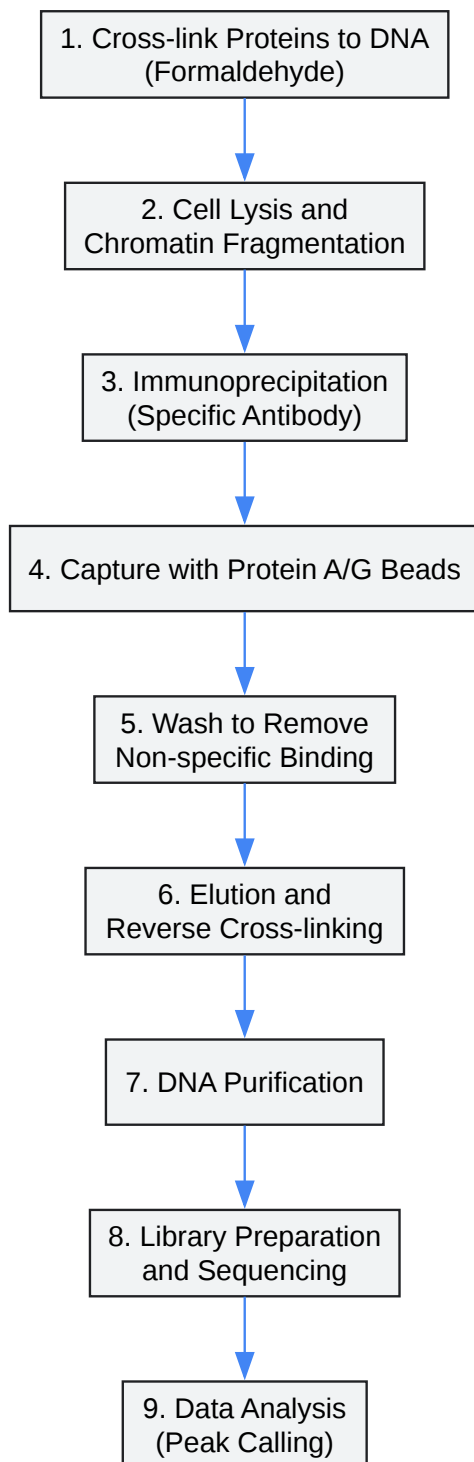 1. Cross-link Proteins to DNA
(Formaldehyde)
2. Cell Lysis and
Chromatin Fragmentation
3. Immunoprecipitation
(Specific Antibody)
4. Capture with Protein A/G Beads
5. Wash to Remove
Non-specific Binding
6. Elution and
Reverse Cross-linking
7. DNA Purification
8. Library Preparation
and Sequencing
9. Data Analysis
(Peak Calling)